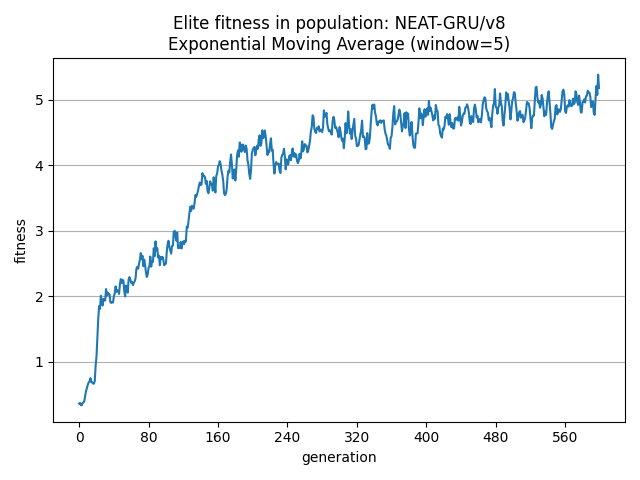 Elite fitness in population: NEAT-GRU/v8
Exponential Moving Average (window=5)
fitness
5
4
3
2
1
0 80 160 240 320 400 480 560
generation